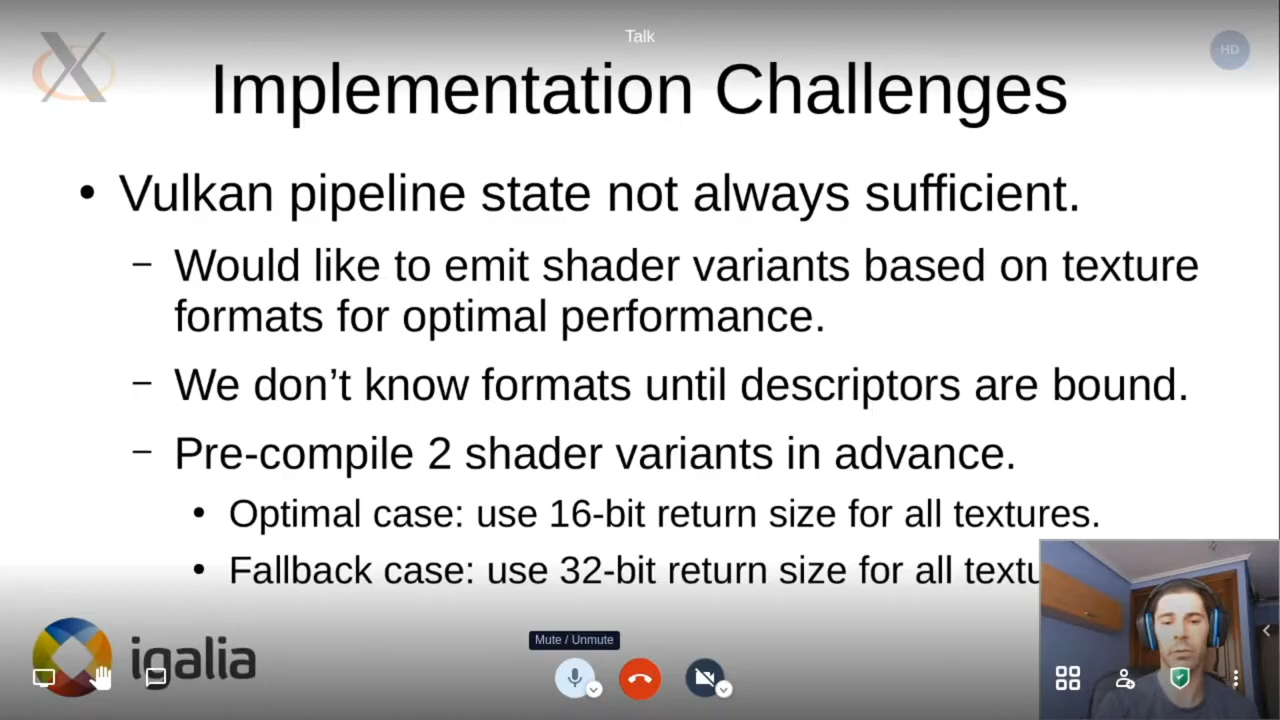 Talk
HD
X
Implementation Challenges
• Vulkan pipeline state not always sufficient.
– Would like to emit shader variants based on texture
formats for optimal performance.
– We don’t know formats until descriptors are bound.
– Pre-compile 2 shader variants in advance.
• Optimal case: use 16-bit return size for all textures.
• Fallback case: use 32-bit return size for all textu
Mute / Unmute
igalia